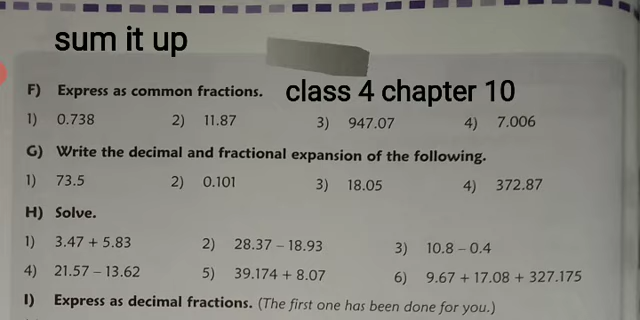 sum it up
F) Express as common fractions. class 4 chapter 10
1) 0.738 2) 11.87 3) 947.07 4) 7.006
G) Write the decimal and fractional expansion of the following.
1) 73.5 2) 0.101 3) 18.05 4) 372.87
H) Solve.
1) 3.47 + 5.83 2) 28.37 – 18.93 3) 10.8 – 0.4
4) 21.57 – 13.62 5) 39.174 + 8.07 6) 9.67 + 17.08 + 327.175
I) Express as decimal fractions. (The first one has been done for you.)